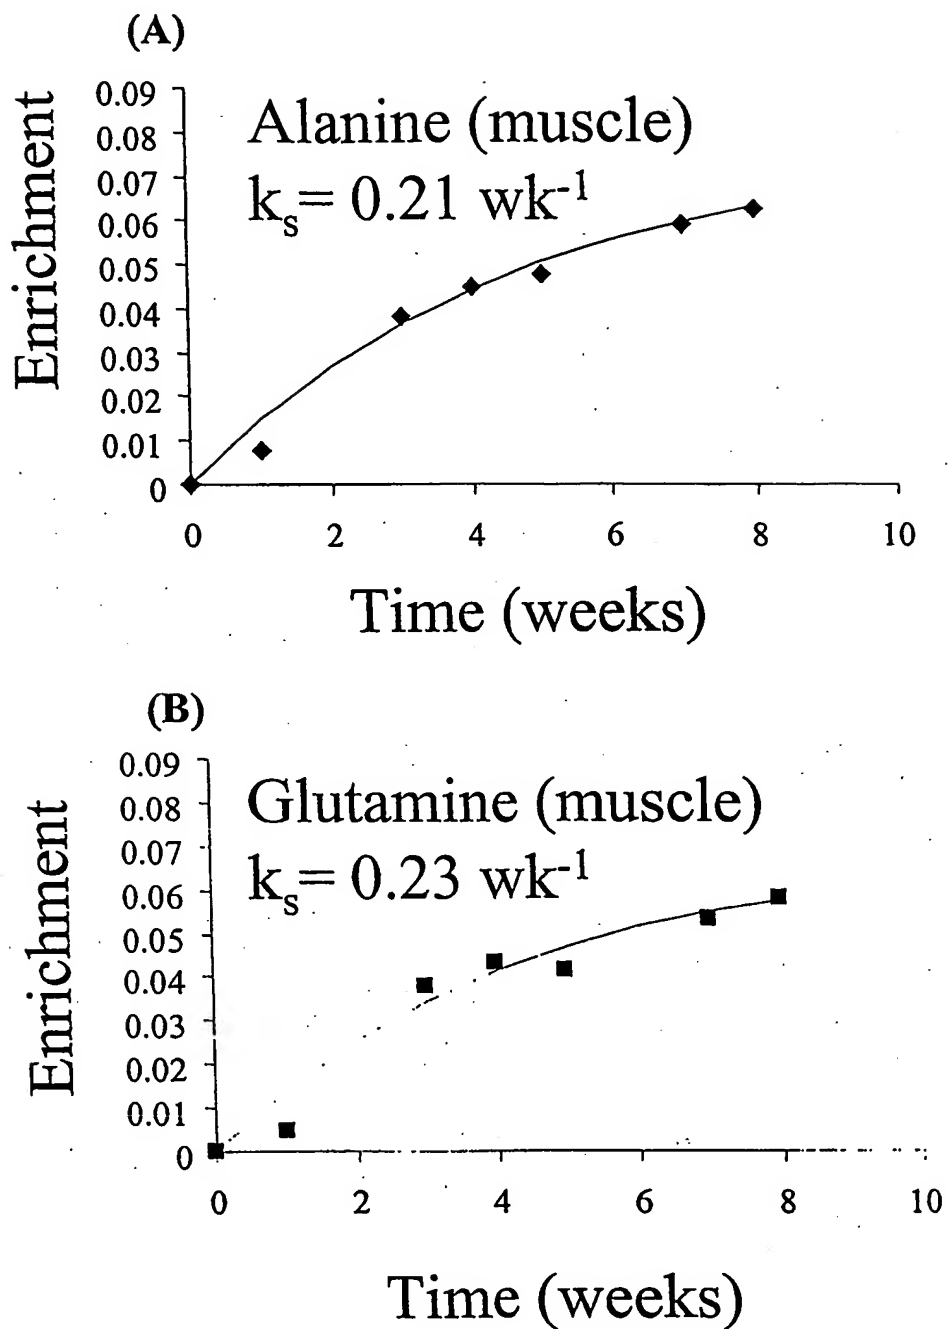 (A)
Enrichment
0.09
0.08
0.07
0.06
0.05
0.04
0.03
0.02
0.01
0
Alanine (muscle)
kₛ= 0.21 wk⁻¹
0 2 4 6 8 10
Time (weeks)
(B)
Enrichment
0.09
0.08
0.07
0.06
0.05
0.04
0.03
0.02
0.01
0
Glutamine (muscle)
kₛ= 0.23 wk⁻¹
0 2 4 6 8 10
Time (weeks)